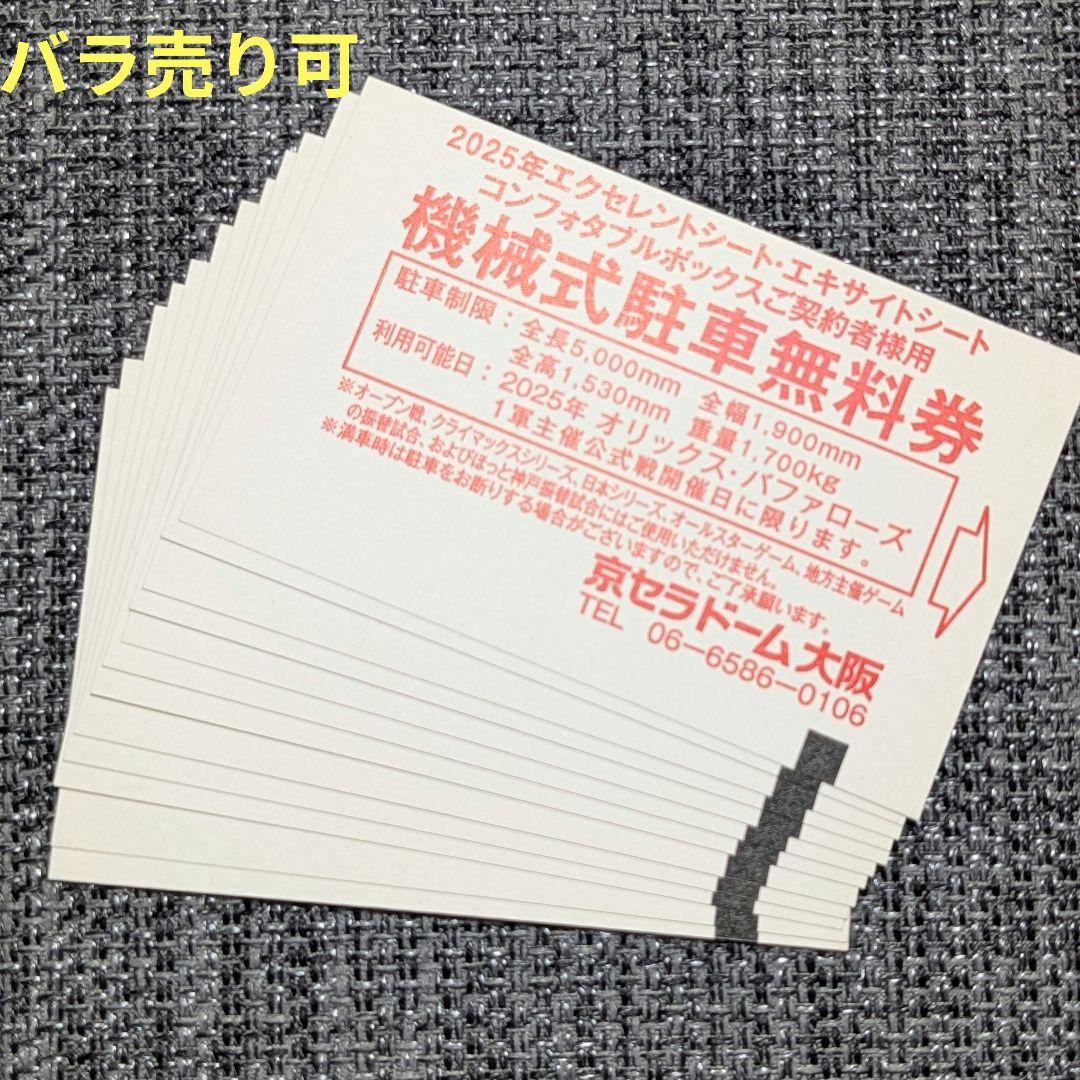 バラ売り可
2025年エクセレントシート・エキサイトシート
コンフォタブルボックスご契約者様用
機械式駐車無料券
駐車制限：全長5,000mm 全幅1,900mm
全高1,530mm 重量1,700kg
利用可能日：2025年 オリックス・バファローズ
1軍主催公式戦開催日に限ります。
※オープン戦、クライマックスシリーズ、日本シリーズ、オールスターゲーム、地方主催ゲーム
の振替試合、およびほっと神戸振替試合にはご使用いただけません。
※満車時は駐車をお断りする場合がございますので、ご了承願います。
京セラドーム大阪
TEL 06-6586-0106